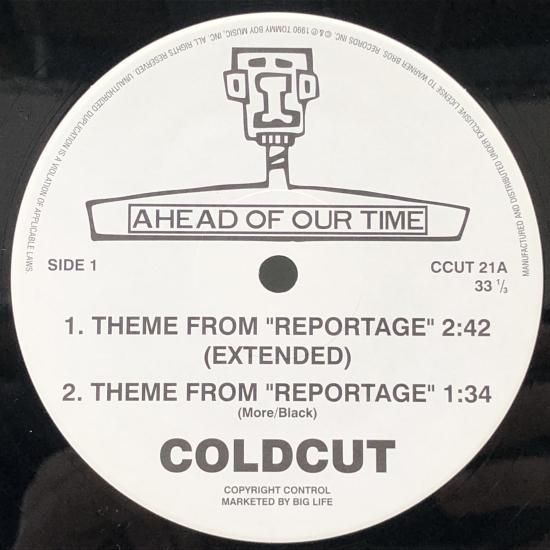 MANUFACTURED AND DISTRIBUTED UNDER EXCLUSIVE LICENSE TO WARNER BROS. RECORDS INC. © & ℗ 1990 TOMMY BOY MUSIC, INC. ALL RIGHTS RESERVED. UNAUTHORIZED DUPLICATION IS A VIOLATION OF APPLICABLE LAWS.
AHEAD OF OUR TIME
SIDE 1
CCUT 21A
33 1/3
1. THEME FROM "REPORTAGE" 2:42
(EXTENDED)
2. THEME FROM "REPORTAGE" 1:34
(More/Black)
COLDCUT
COPYRIGHT CONTROL
MARKETED BY BIG LIFE